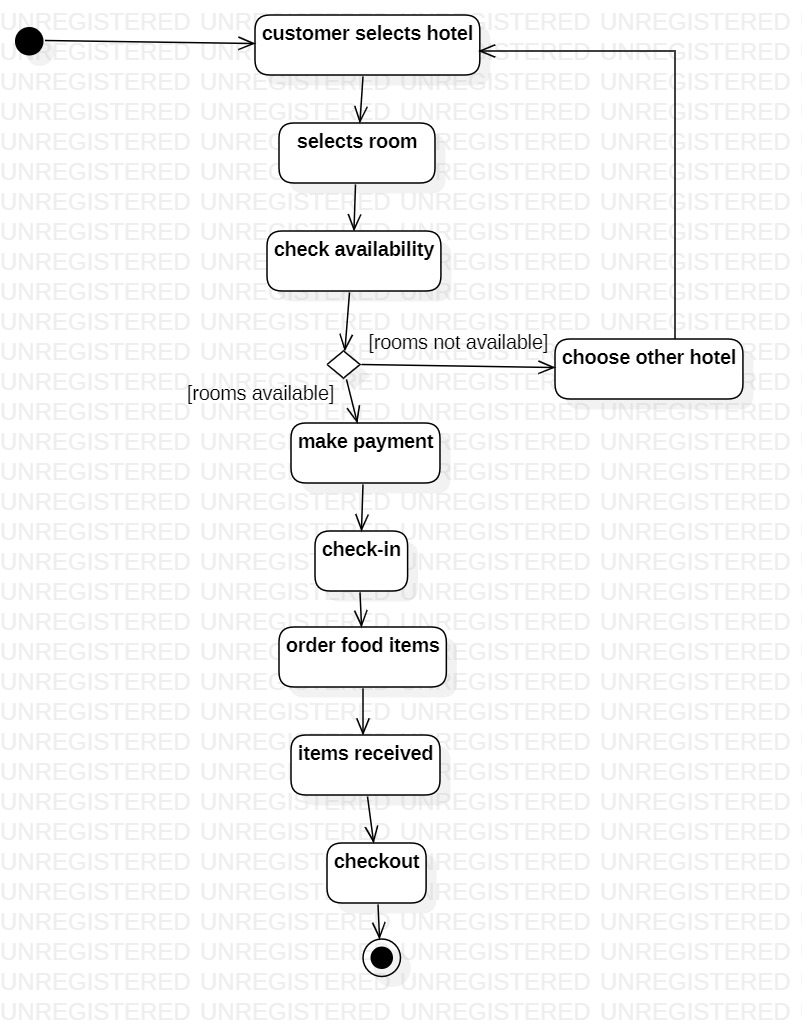 customer selects hotel
selects room
check availability
[rooms not available]
choose other hotel
[rooms available]
make payment
check-in
order food items
items received
checkout
UNREGISTERED